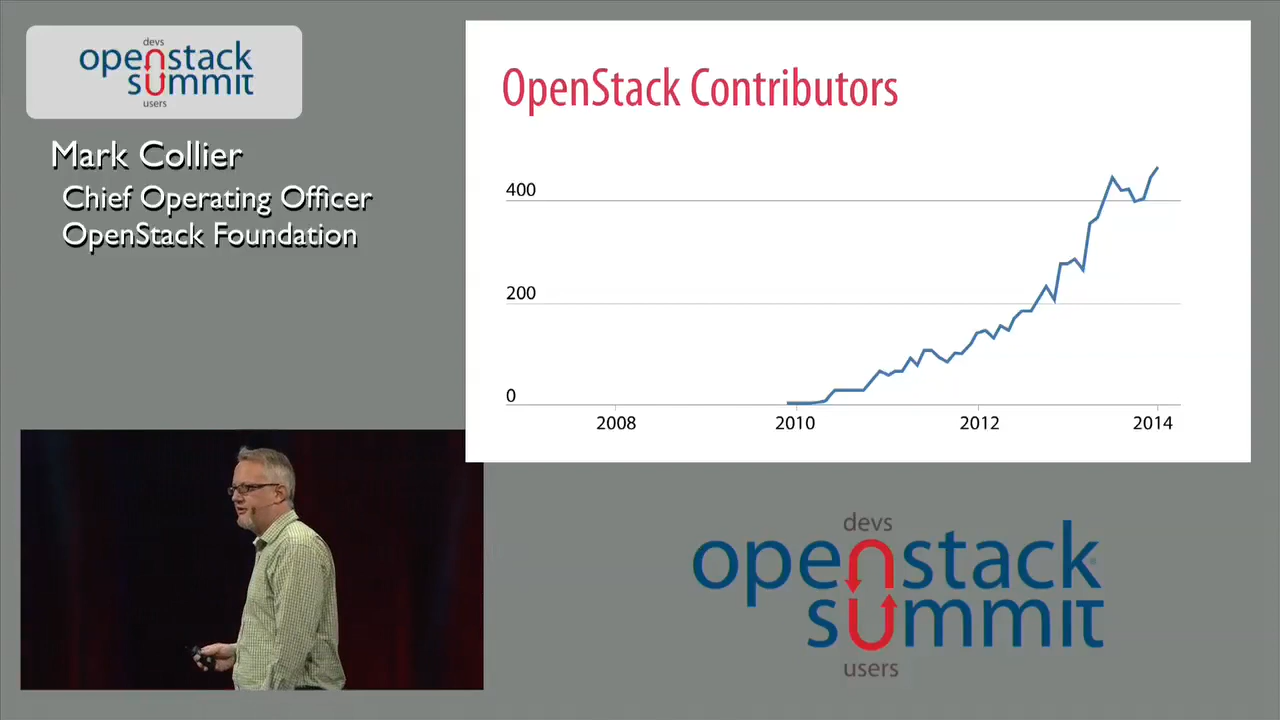 devs
openstack
summit
users
Mark Collier
Chief Operating Officer
OpenStack Foundation
OpenStack Contributors
400
200
0
2008
2010
2012
2014
devs
openstack
summit
users